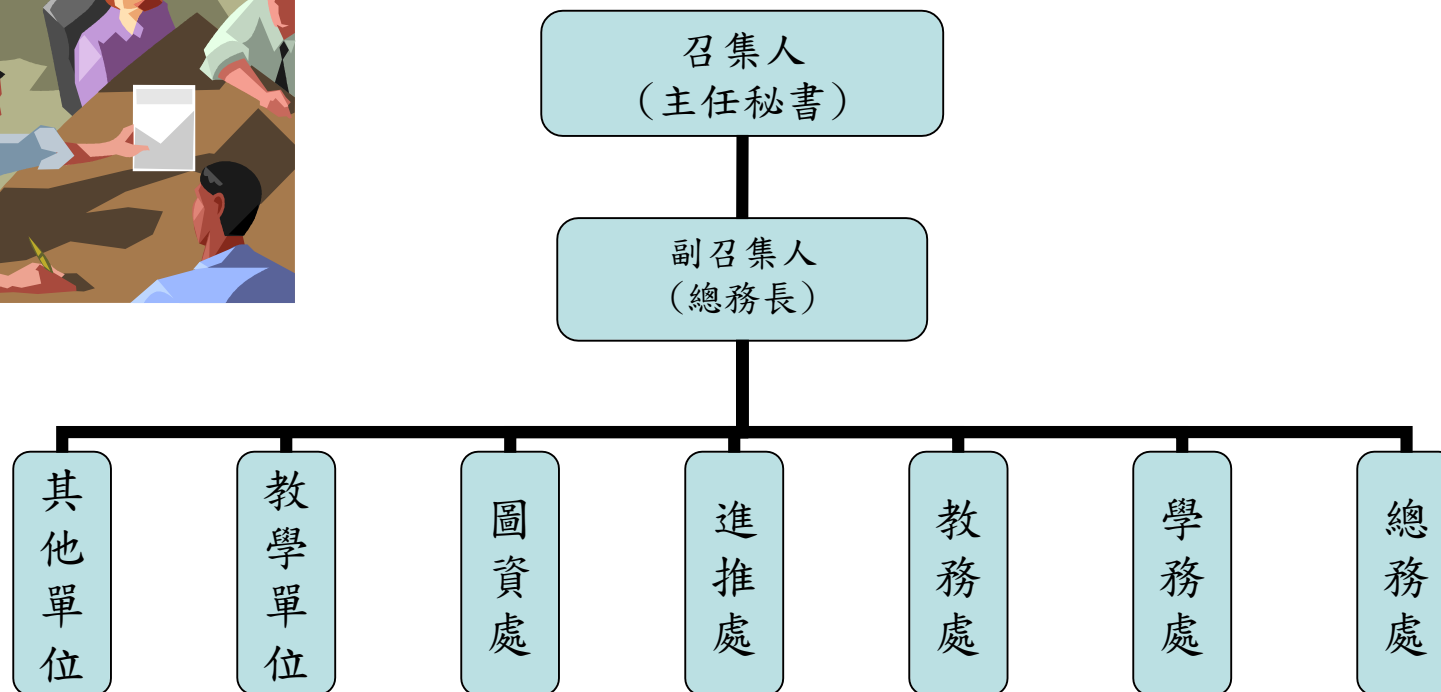 召集人
（主任秘書）
副召集人
（總務長）
其他單位
教學單位
圖資處
進推處
教務處
學務處
總務處